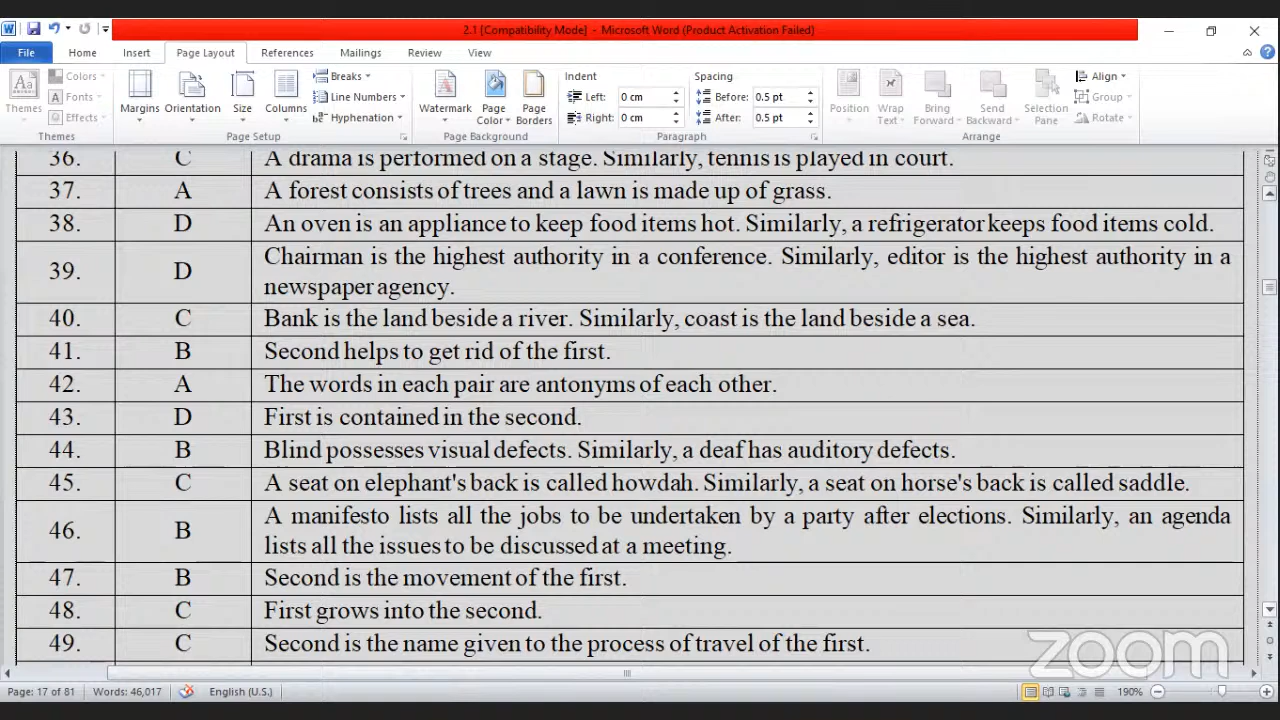 2.1 [Compatibility Mode] - Microsoft Word (Product Activation Failed)
File Home Insert Page Layout References Mailings Review View
Aa Themes Colors Fonts Effects Margins Orientation Size Columns Breaks Line Numbers Hyphenation Watermark Page Color Page Borders Indent Left: 0 cm Right: 0 cm Spacing Before: 0.5 pt After: 0.5 pt Position Wrap Text Bring Forward Send Backward Selection Pane Align Group Rotate
Themes Page Setup Page Background Paragraph Arrange
36. C A drama is performed on a stage. Similarly, tennis is played in court.
37. A A forest consists of trees and a lawn is made up of grass.
38. D An oven is an appliance to keep food items hot. Similarly, a refrigerator keeps food items cold.
39. D Chairman is the highest authority in a conference. Similarly, editor is the highest authority in a
newspaper agency.
40. C Bank is the land beside a river. Similarly, coast is the land beside a sea.
41. B Second helps to get rid of the first.
42. A The words in each pair are antonyms of each other.
43. D First is contained in the second.
44. B Blind possesses visual defects. Similarly, a deaf has auditory defects.
45. C A seat on elephant's back is called howdah. Similarly, a seat on horse's back is called saddle.
46. B A manifesto lists all the jobs to be undertaken by a party after elections. Similarly, an agenda
lists all the issues to be discussed at a meeting.
47. B Second is the movement of the first.
48. C First grows into the second.
49. C Second is the name given to the process of travel of the first.
zoom
Page: 17 of 81 Words: 46,017 English (U.S.) 190%